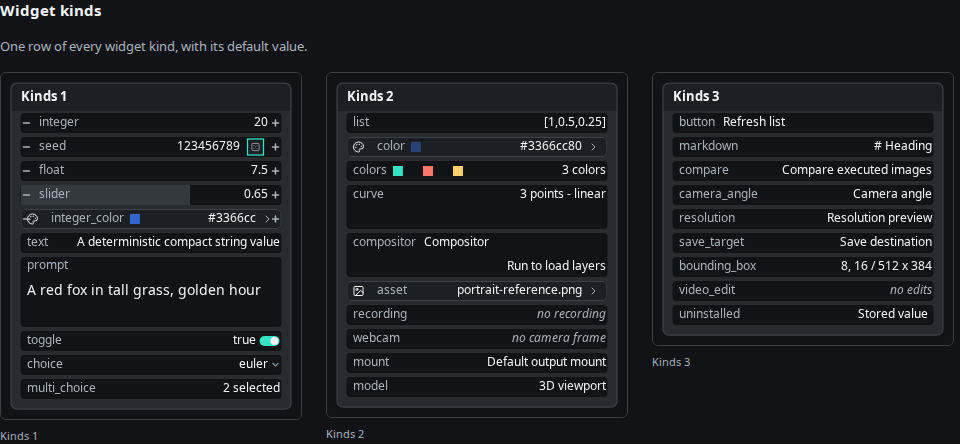 Widget kinds
One row of every widget kind, with its default value.
Kinds 1
− integer 20 +
− seed 123456789 +
− float 7.5 +
− slider 0.65 +
− integer_color #3366cc +
text A deterministic compact string value
prompt
A red fox in tall grass, golden hour
toggle true
choice euler
multi_choice 2 selected
Kinds 1
Kinds 2
list [1,0.5,0.25]
color #3366cc80
colors 3 colors
curve 3 points - linear
compositor Compositor
Run to load layers
asset portrait-reference.png
recording no recording
webcam no camera frame
mount Default output mount
model 3D viewport
Kinds 2
Kinds 3
button Refresh list
markdown # Heading
compare Compare executed images
camera_angle Camera angle
resolution Resolution preview
save_target Save destination
bounding_box 8, 16 / 512 x 384
video_edit no edits
uninstalled Stored value
Kinds 3